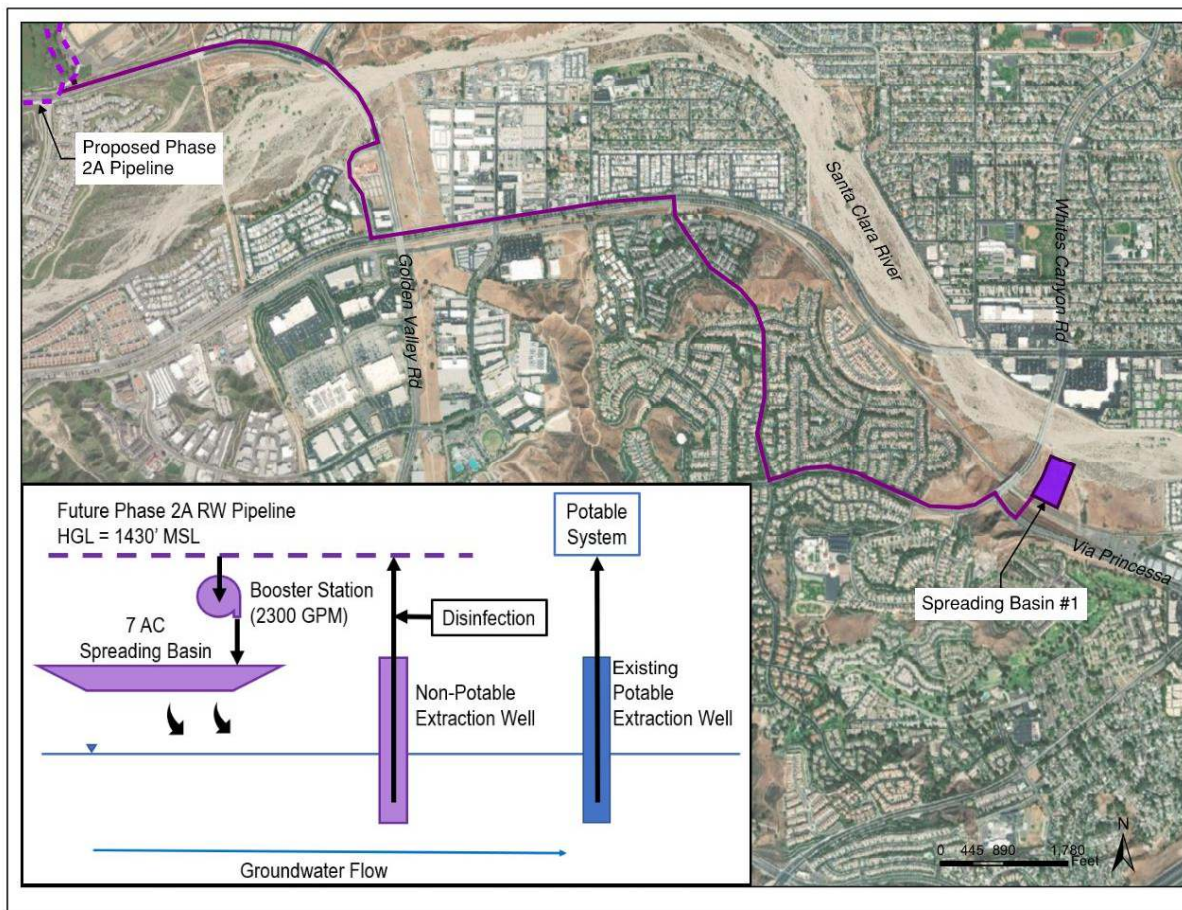 Proposed Phase
2A Pipeline
Santa Clara River
Whites Canyon Rd
Golden Valley Rd
Via Princessa
Spreading Basin #1
Future Phase 2A RW Pipeline
HGL = 1430' MSL
Potable
System
Booster Station
(2300 GPM)
7 AC
Spreading Basin
Disinfection
Non-Potable
Extraction Well
Existing
Potable
Extraction Well
Groundwater Flow
N
0 445 890 1,780
Feet